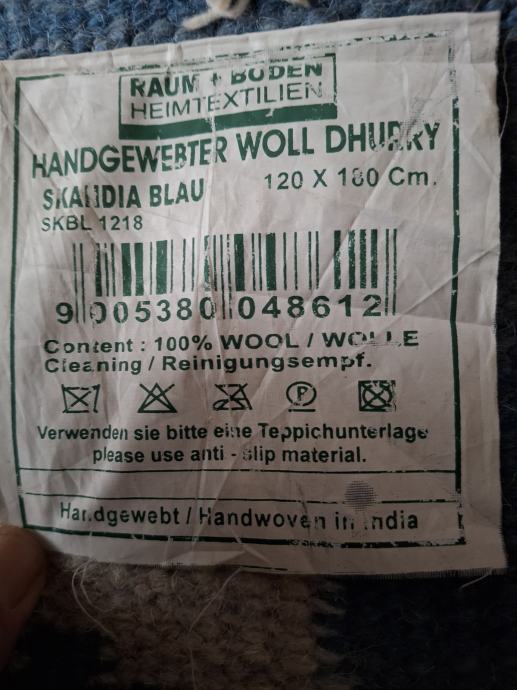 RAUM + BODEN
HEIMTEXTILIEN
HANDGEWEBTER WOLL DHURRY
SKANDIA BLAU 120 X 180 Cm.
SKBL 1218
9 005380 048612
Content : 100% WOOL / WOLLE
Cleaning / Reinigungsempf.
P
Verwenden sie bitte eine Teppichunterlage
please use anti - slip material.
Handgewebt / Handwoven in India